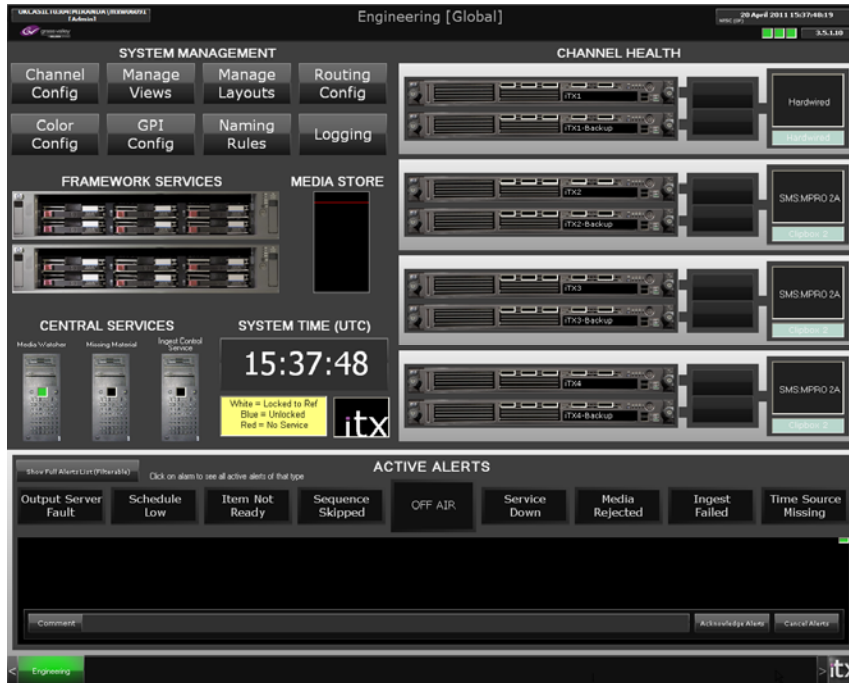 [Admin]
Engineering [Global]
20 April 2011 15:37:48:19
3.5.1.10
SYSTEM MANAGEMENT
Channel Config
Manage Views
Manage Layouts
Routing Config
Color Config
GPI Config
Naming Rules
Logging
CHANNEL HEALTH
iTX1
iTX1-Backup
Hardwired
Hardwired
iTX2
iTX2-Backup
SMS:MPRO 2A
Clipbox 2
iTX3
iTX3-Backup
SMS:MPRO 2A
Clipbox 2
iTX4
iTX4-Backup
SMS:MPRO 2A
Clipbox 2
FRAMEWORK SERVICES
MEDIA STORE
CENTRAL SERVICES
Media Watcher
Missing Material
Ingest Control
Service
SYSTEM TIME (UTC)
15:37:48
White = Locked to Ref
Blue = Unlocked
Red = No Service
itx
ACTIVE ALERTS
Show Full Alerts List (Filterable)
Click on alarm to see all active alerts of that type
Output Server Fault
Schedule Low
Item Not Ready
Sequence Skipped
OFF AIR
Service Down
Media Rejected
Ingest Failed
Time Source Missing
Comment
Acknowledge Alerts
Cancel Alerts
<
Engineering
>
itx